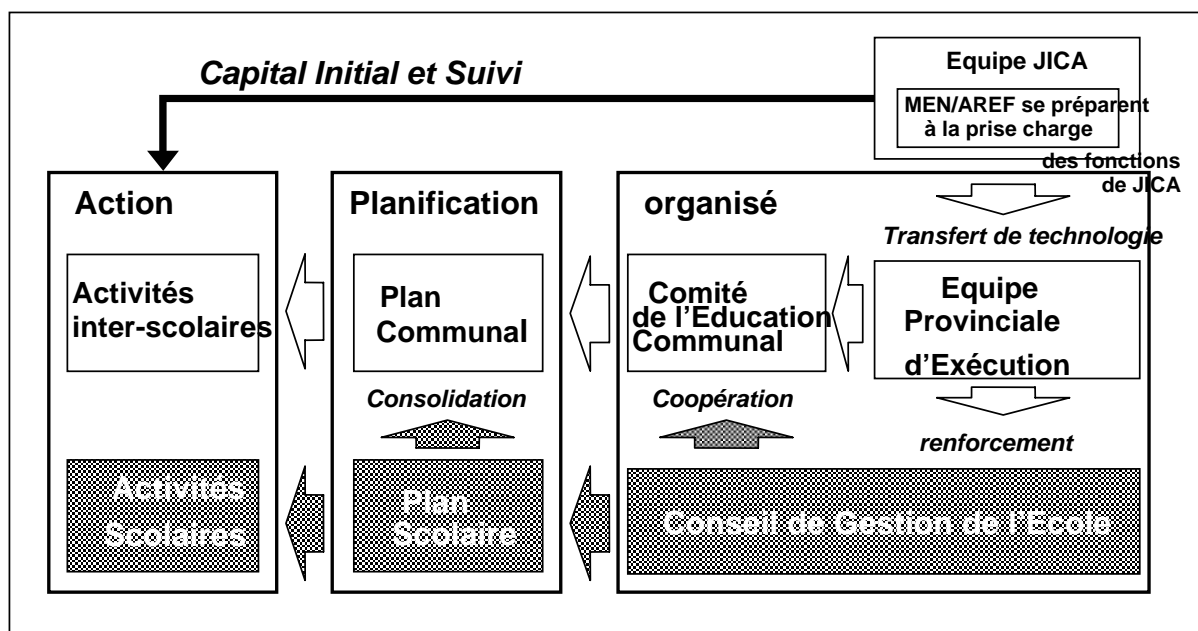 Capital Initial et Suivi
Equipe JICA
MEN/AREF se préparent
à la prise charge
des fonctions
de JICA
Action
Planification
organisé
Transfert de technologie
Activités
inter-scolaires
Plan
Communal
Comité
de l’Education
Communal
Equipe
Provinciale
d’Exécution
Consolidation
Coopération
renforcement
Activités
Scolaires
Plan
Scolaire
Conseil de Gestion de l’Ecole